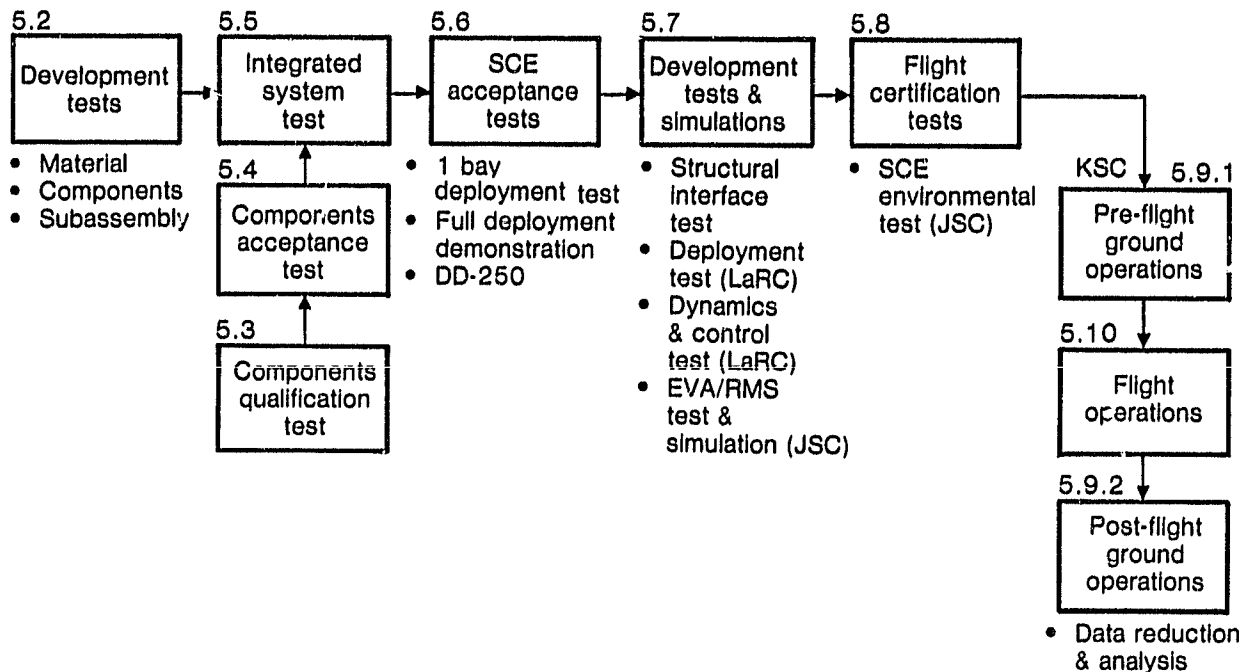 5.2
Development
tests
• Material
• Components
• Subassembly
5.5
Integrated
system
test
5.4
Components
acceptance
test
5.3
Components
qualification
test
5.6
SCE
acceptance
tests
• 1 bay
deployment test
• Full deployment
demonstration
• DD-250
5.7
Development
tests &
simulations
• Structural
interface
test
• Deployment
test (LaRC)
• Dynamics
& control
test (LaRC)
• EVA/RMS
test &
simulation (JSC)
5.8
Flight
certification
tests
• SCE
environmental
test (JSC)
KSC
5.9.1
Pre-flight
ground
operations
5.10
Flight
operations
5.9.2
Post-flight
ground
operations
• Data reduction
& analysis